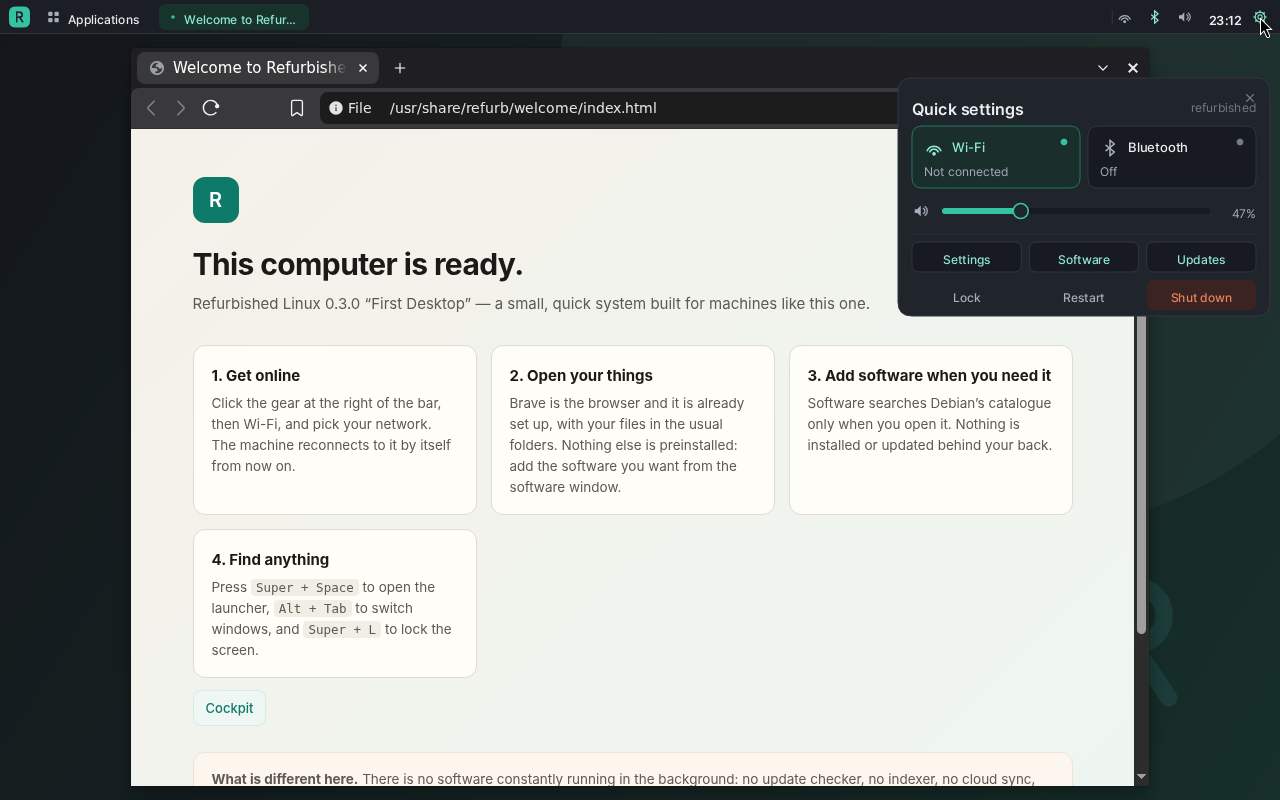 R Applications Welcome to Refur... 23:12
Welcome to Refurbishe
File /usr/share/refurb/welcome/index.html
Quick settings refurbished
Wi-Fi Bluetooth
Not connected Off
47%
Settings Software Updates
Lock Restart Shut down
R
This computer is ready.
Refurbished Linux 0.3.0 “First Desktop” — a small, quick system built for machines like this one.
1. Get online
Click the gear at the right of the bar,
then Wi-Fi, and pick your network.
The machine reconnects to it by itself
from now on.
2. Open your things
Brave is the browser and it is already
set up, with your files in the usual
folders. Nothing else is preinstalled:
add the software you want from the
software window.
3. Add software when you need it
Software searches Debian’s catalogue
only when you open it. Nothing is
installed or updated behind your back.
4. Find anything
Press Super + Space to open the
launcher, Alt + Tab to switch
windows, and Super + L to lock the
screen.
Cockpit
What is different here. There is no software constantly running in the background: no update checker, no indexer, no cloud sync,